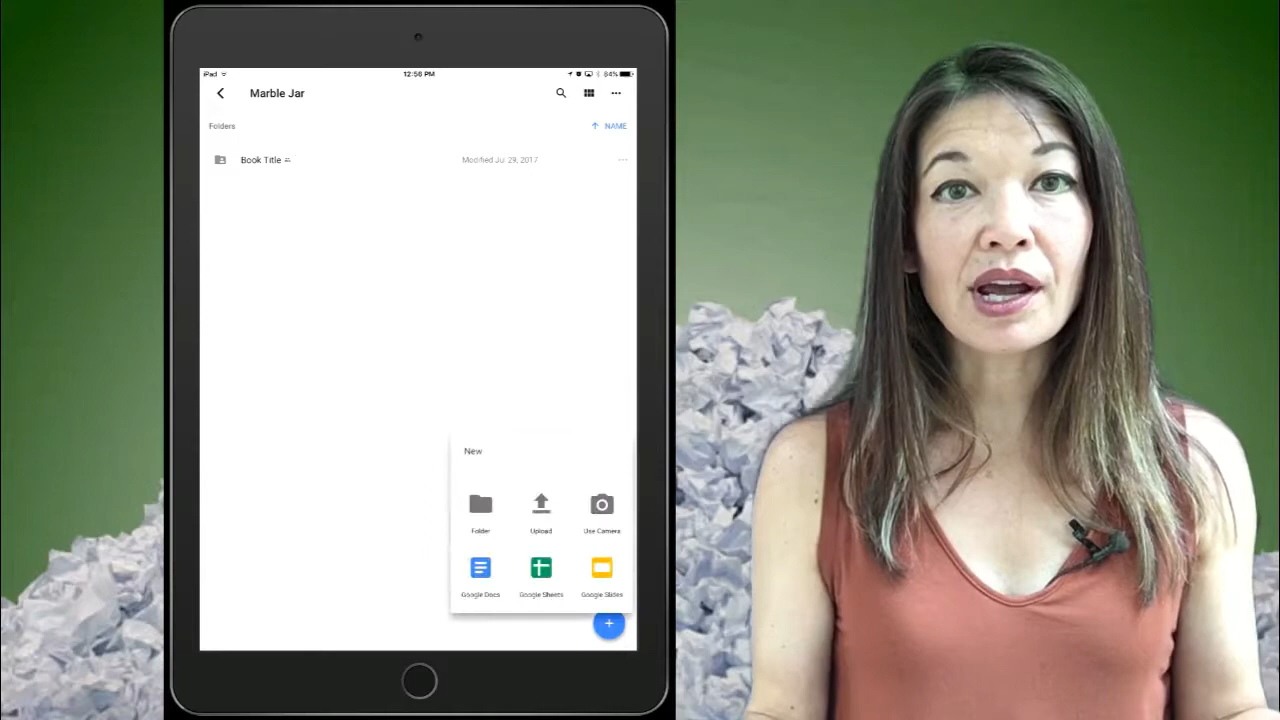 iPad
12:56 PM
84%
Marble Jar
Folders
NAME
Book Title
Modified Jul 29, 2017
New
Folder
Upload
Use Camera
Google Docs
Google Sheets
Google Slides